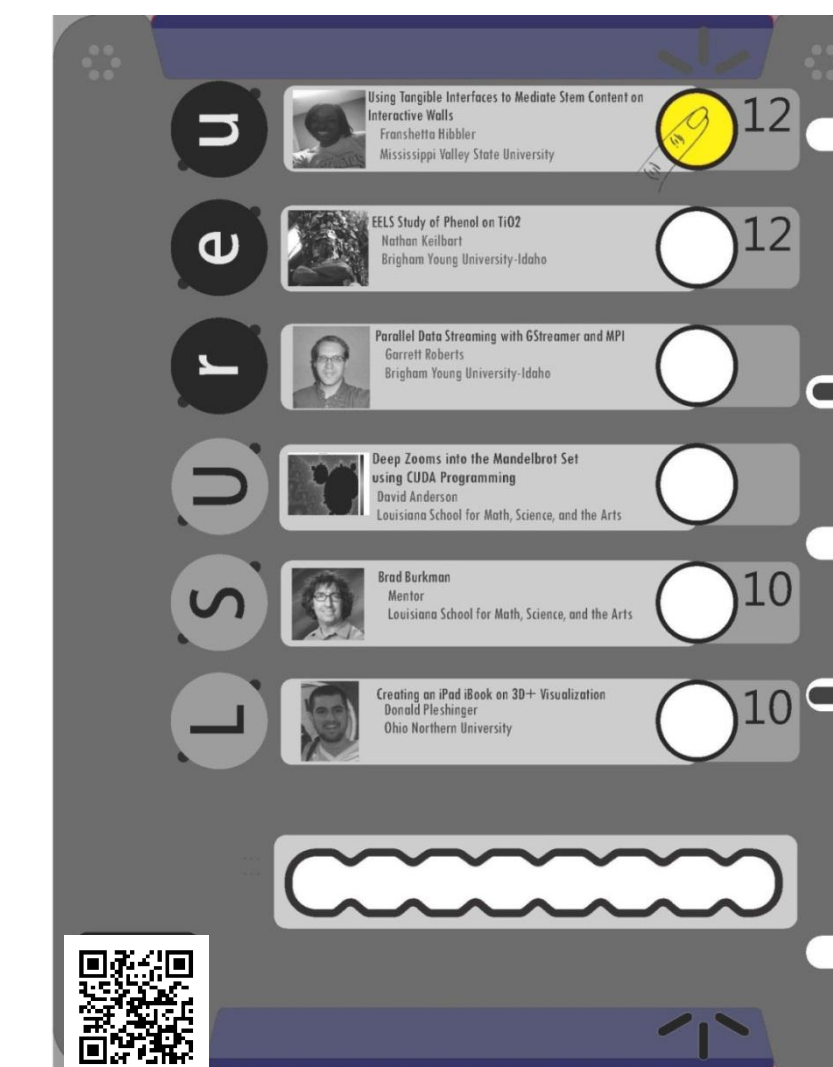 u
Using Tangible Interfaces to Mediate Stem Content on
Interactive Walls
Franshetta Hibbler
Mississippi Valley State University
12
e
EELS Study of Phenol on TiO2
Nathan Keilbart
Brigham Young University-Idaho
12
r
Parallel Data Streaming with GStreamer and MPI
Garrett Roberts
Brigham Young University-Idaho
U
Deep Zooms into the Mandelbrot Set
using CUDA Programming
David Anderson
Louisiana School for Math, Science, and the Arts
S
Brad Burkman
Mentor
Louisiana School for Math, Science, and the Arts
10
L
Creating an iPad iBook on 3D+ Visualization
Donald Pleshinger
Ohio Northern University
10